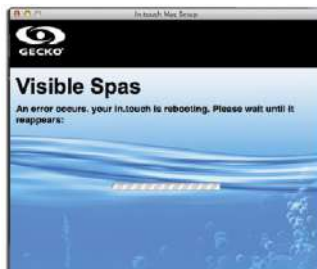 In.touch Mac Setup
GECKO
Visible Spas
An error occurs, your in.touch is rebooting. Please wait until it
reappears: